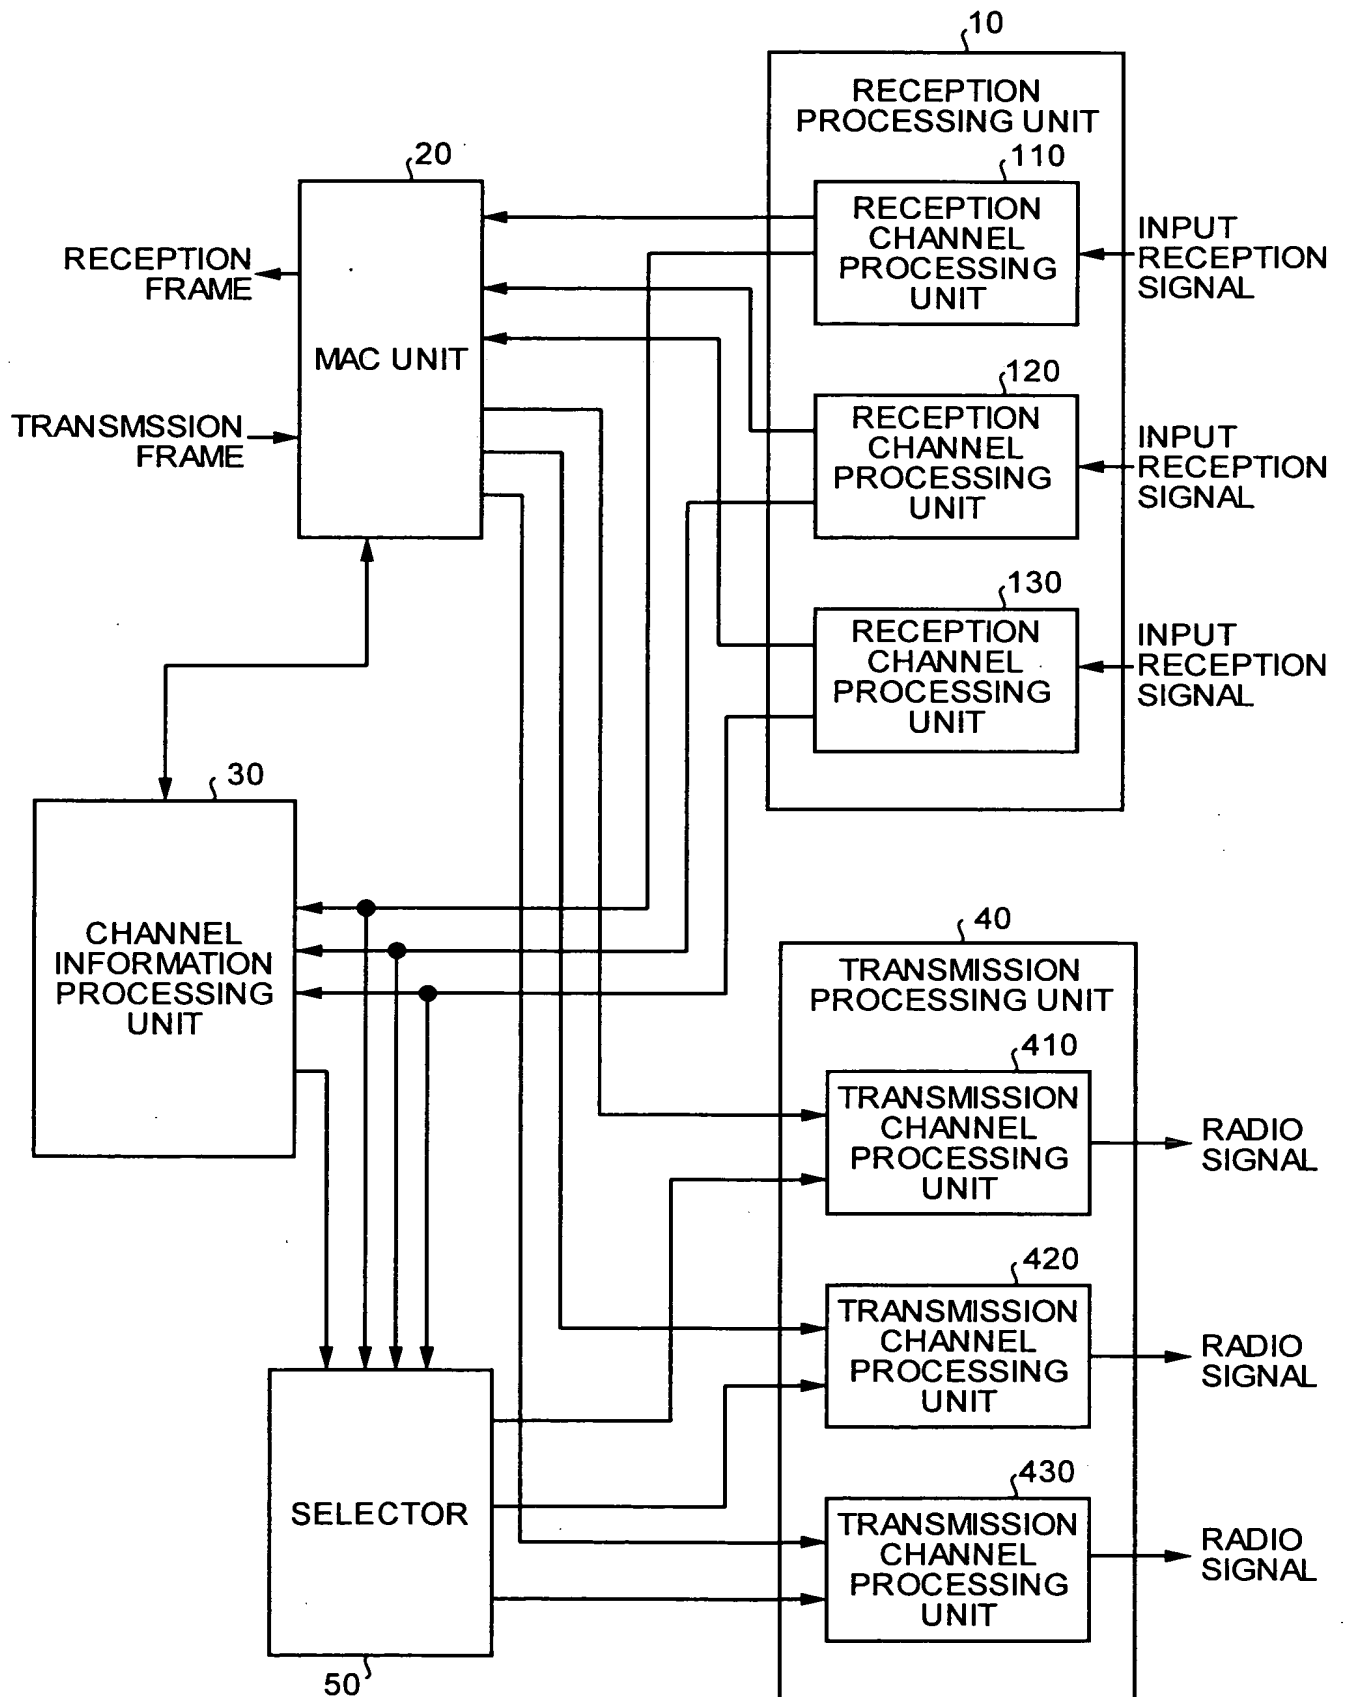 10
RECEPTION
PROCESSING UNIT
20
110
RECEPTION
CHANNEL
PROCESSING
UNIT
INPUT
RECEPTION
SIGNAL
RECEPTION
FRAME
MAC UNIT
120
TRANSMSSION
FRAME
RECEPTION
CHANNEL
PROCESSING
UNIT
INPUT
RECEPTION
SIGNAL
130
RECEPTION
CHANNEL
PROCESSING
UNIT
INPUT
RECEPTION
SIGNAL
30
CHANNEL
INFORMATION
PROCESSING
UNIT
40
TRANSMISSION
PROCESSING UNIT
410
TRANSMISSION
CHANNEL
PROCESSING
UNIT
RADIO
SIGNAL
420
TRANSMISSION
CHANNEL
PROCESSING
UNIT
RADIO
SIGNAL
430
SELECTOR
TRANSMISSION
CHANNEL
PROCESSING
UNIT
RADIO
SIGNAL
50